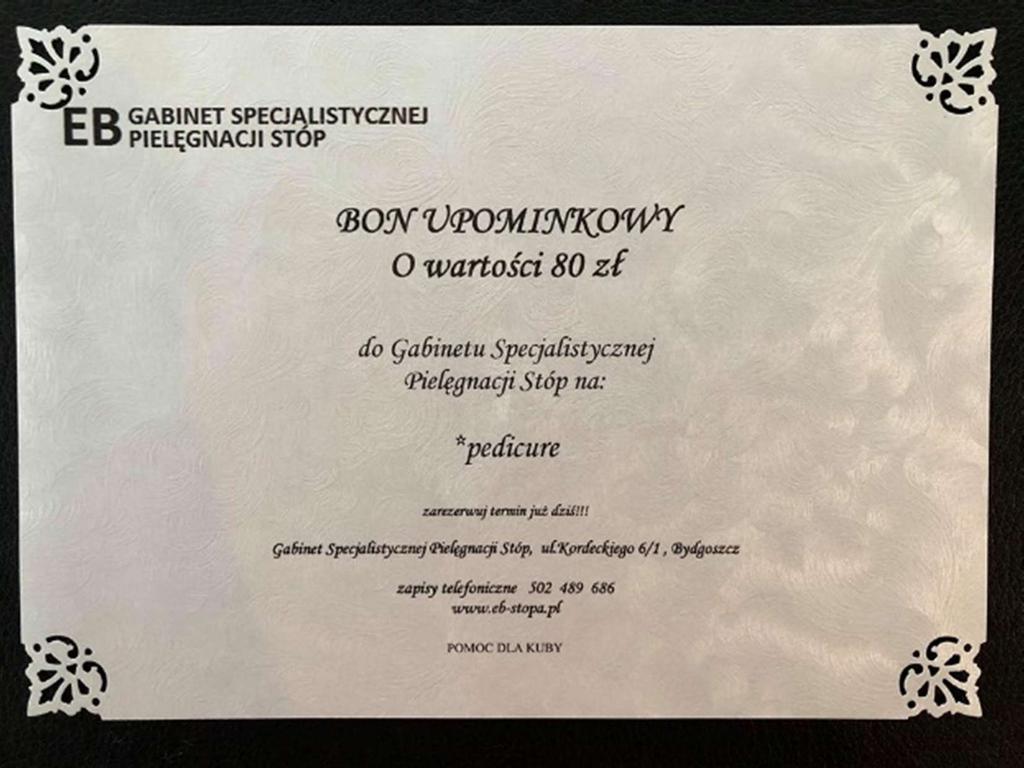 EB GABINET SPECJALISTYCZNEJ
PIELĘGNACJI STÓP
BON UPOMINKOWY
O wartości 80 zł
do Gabinetu Specjalistycznej
Pielęgnacji Stóp na:
*pedicure
zarezerwuj termin już dziś!!!
Gabinet Specjalistycznej Pielęgnacji Stóp, ul.Kordeckiego 6/1 , Bydgoszcz
zapisy telefoniczne 502 489 686
www.eb-stopa.pl
POMOC DLA KUBY